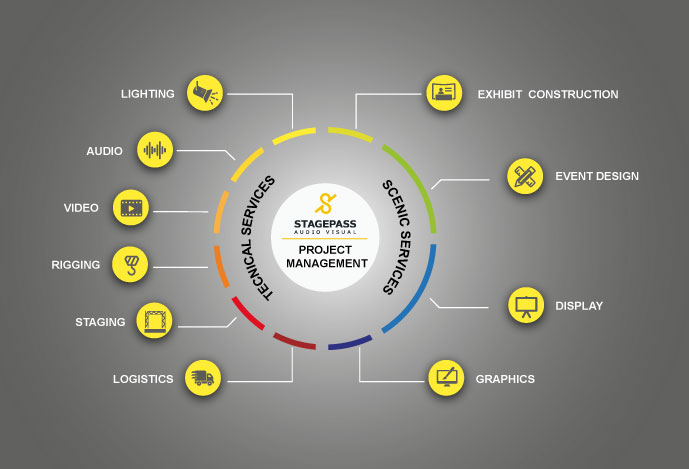 LIGHTING
AUDIO
VIDEO
RIGGING
STAGING
LOGISTICS
TECNICAL SERVICES
STAGEPASS
AUDIO VISUAL
PROJECT
MANAGEMENT
SCENIC SERVICES
EXHIBIT CONSTRUCTION
EVENT DESIGN
DISPLAY
GRAPHICS